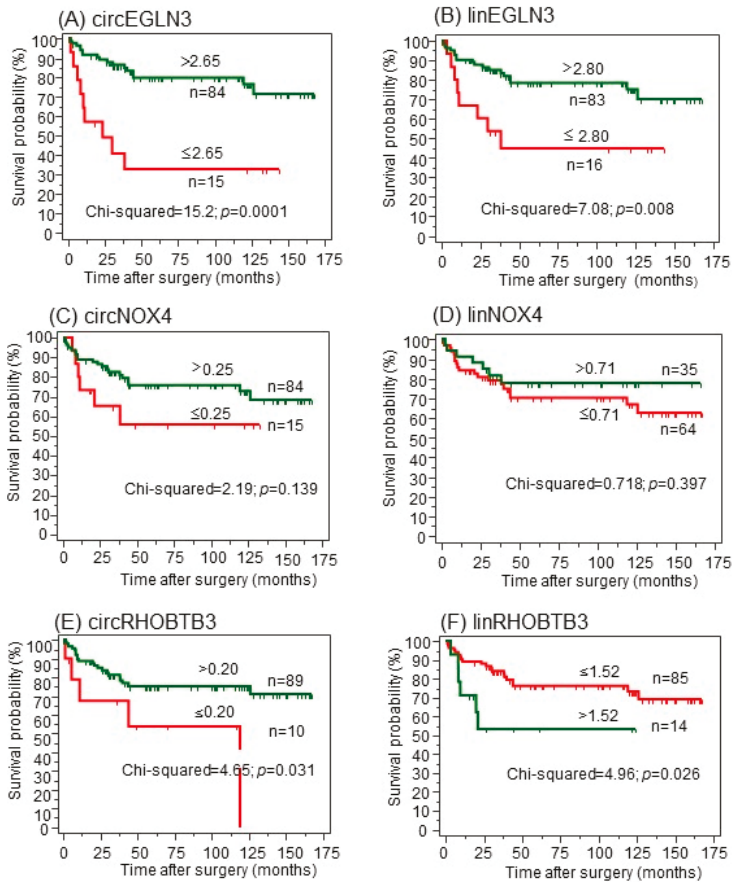 (A) circEGLN3
Survival probability (%)
100
90
80
70
60
50
40
30
20
10
0
>2.65
n=84
≤2.65
n=15
Chi-squared=15.2; p=0.0001
0 25 50 75 100 125 150 175
Time after surgery (months)
(B) linEGLN3
Survival probability (%)
100
90
80
70
60
50
40
30
20
10
0
>2.80
n=83
≤ 2.80
n=16
Chi-squared=7.08; p=0.008
0 25 50 75 100 125 150 175
Time after surgery (months)
(C) circNOX4
Survival probability (%)
100
90
80
70
60
50
40
30
20
10
0
>0.25
n=84
≤0.25
n=15
Chi-squared=2.19; p=0.139
0 25 50 75 100 125 150 175
Time after surgery (months)
(D) linNOX4
Survival probability (%)
100
90
80
70
60
50
40
30
20
10
0
>0.71
n=35
≤0.71
n=64
Chi-squared=0.718; p=0.397
0 25 50 75 100 125 150 175
Time after surgery (months)
(E) circRHOBTB3
Survival probability (%)
100
90
80
70
60
50
40
30
20
10
0
>0.20
n=89
≤0.20
n=10
Chi-squared=4.65; p=0.031
0 25 50 75 100 125 150 175
Time after surgery (months)
(F) linRHOBTB3
Survival probability (%)
100
90
80
70
60
50
40
30
20
10
0
≤1.52
n=85
>1.52
n=14
Chi-squared=4.96; p=0.026
0 25 50 75 100 125 150 175
Time after surgery (months)